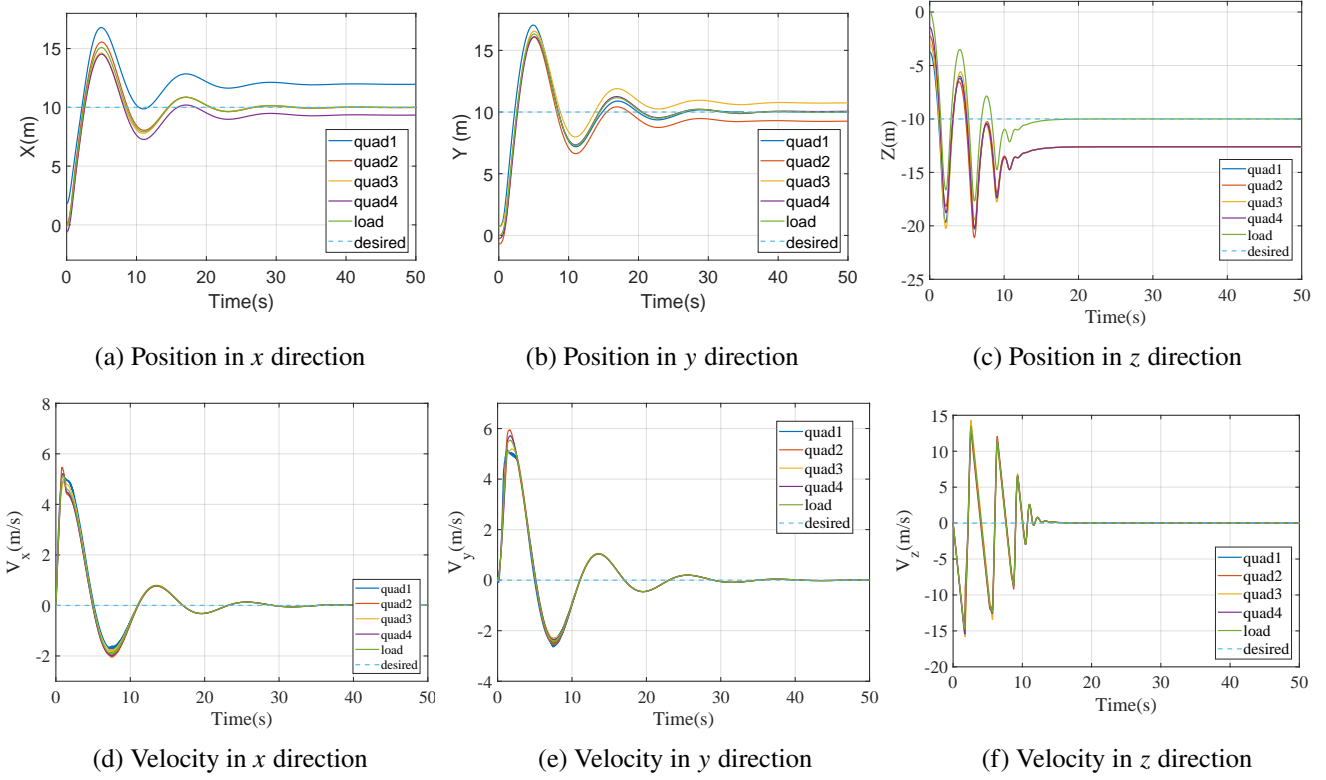 X(m)
15
10
5
0
0 10 20 30 40 50
Time(s)
quad1
quad2
quad3
quad4
load
desired
(a) Position in x direction
Y (m)
15
10
5
0
0 10 20 30 40 50
Time(s)
quad1
quad2
quad3
quad4
load
desired
(b) Position in y direction
Z(m)
0
-5
-10
-15
-20
-25
0 10 20 30 40 50
Time(s)
quad1
quad2
quad3
quad4
load
desired
(c) Position in z direction
V_x(m/s)
8
6
4
2
0
-2
0 10 20 30 40 50
Time(s)
quad1
quad2
quad3
quad4
load
desired
(d) Velocity in x direction
V_y(m/s)
6
4
2
0
-2
-4
0 10 20 30 40 50
Time(s)
quad1
quad2
quad3
quad4
load
desired
(e) Velocity in y direction
V_z(m/s)
15
10
5
0
-5
-10
-15
-20
0 10 20 30 40 50
Time(s)
quad1
quad2
quad3
quad4
load
desired
(f) Velocity in z direction